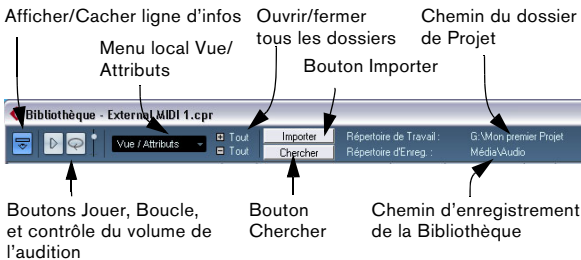 Afficher/Cacher ligne d'infos
Menu local Vue/
Attributs
Ouvrir/fermer
tous les dossiers
Bouton Importer
Chemin du dossier
de Projet
Bibliothèque - External MIDI 1.cpr
Vue / Attributs
Tout
Tout
Importer
Chercher
Répertoire de Travail :
Répertoire d'Enreg. :
G:\Mon premier Projet
Média\Audio
Boutons Jouer, Boucle,
et contrôle du volume de
l'audition
Bouton
Chercher
Chemin d'enregistrement
de la Bibliothèque